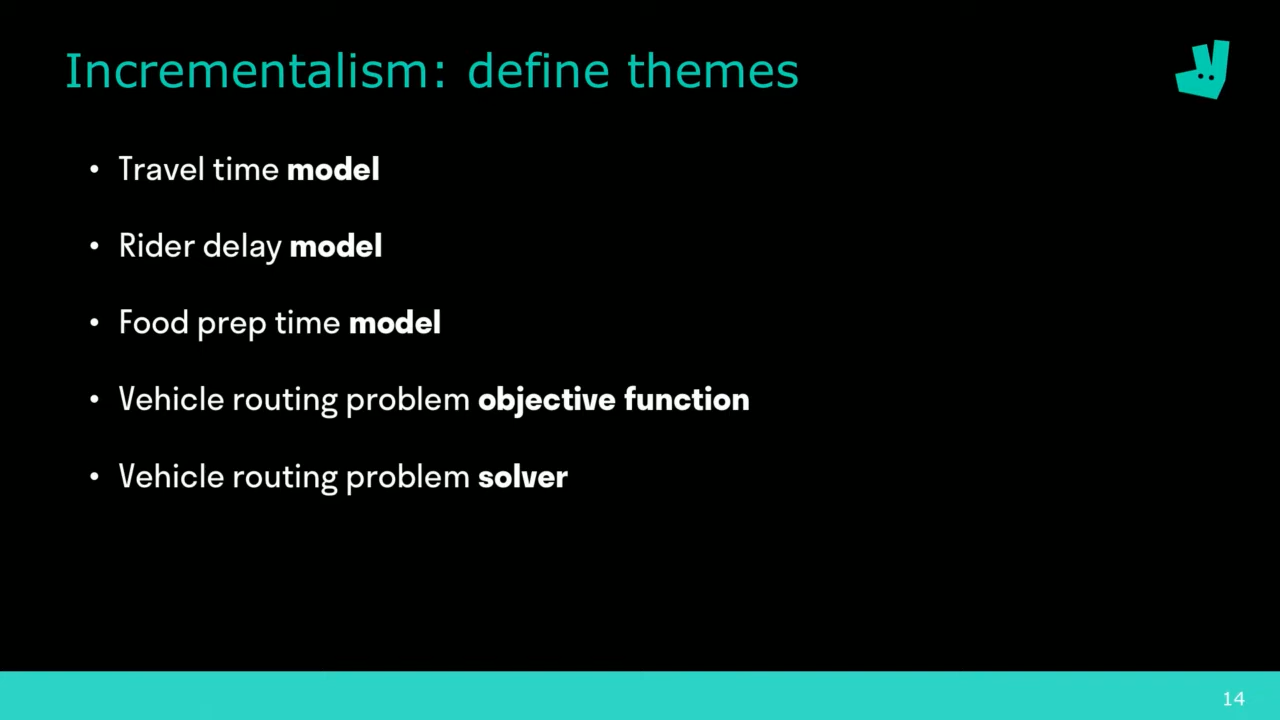 Incrementalism: define themes
• Travel time model
• Rider delay model
• Food prep time model
• Vehicle routing problem objective function
• Vehicle routing problem solver
14